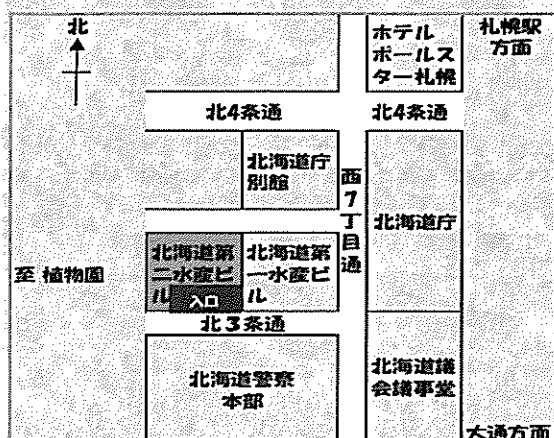 北
ホテル
ポールス
ター札幌
札幌駅
方面
北4条通
北4条通
北海道庁
別館
西7丁目通
北海道庁
至 植物園
北海道第
二水産ビ
ル
入口
北海道第
一水産ビ
ル
北3条通
北海道警察
本部
北海道議
会議事堂
大通方面